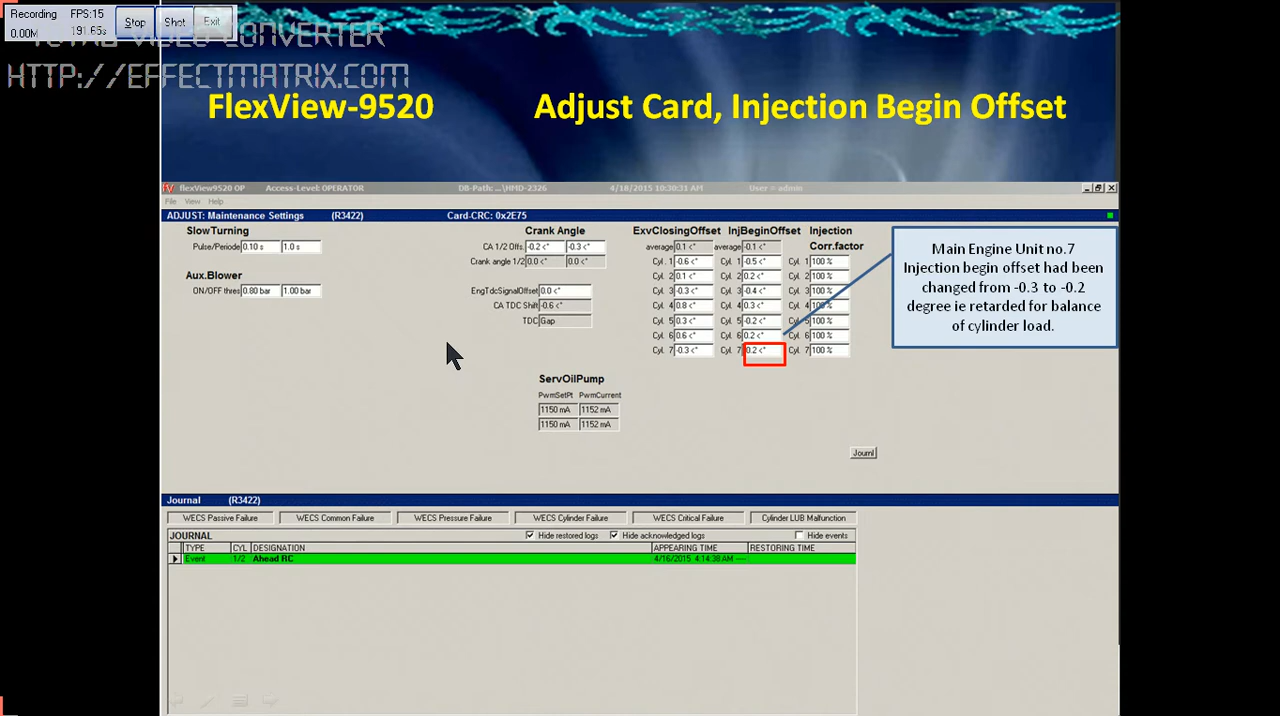 Recording FPS:15
0.00M 191.65s
Stop Shot Exit
TOTAL VIDEO CONVERTER
HTTP://EFFECTMATRIX.COM
FlexView-9520 Adjust Card, Injection Begin Offset
flexView9520 OP Access-Level: OPERATOR DB-Path: ...\HMD-2326 4/18/2015 10:30:31 AM User = admin
File View Help
ADJUST: Maintenance Settings (R3422) Card-CRC: 0x2E75
SlowTurning
Pulse/Periode 0.10 s 1.0 s
Aux.Blower
ON/OFF thres 0.80 bar 1.00 bar
Crank Angle
CA 1/2 Offs. -0.2 <° -0.3 <°
Crank angle 1/2 0.0 <° 0.0 <°
EngTdcSignalOffset 0.0 <°
CA TDC Shift -0.6 <°
TDC Gap
ServOilPump
PwmSetPt PwmCurrent
1150 mA 1152 mA
1150 mA 1152 mA
ExvClosingOffset InjBeginOffset Injection
Corr.factor
average 0.1 <° average -0.1 <°
Cyl. 1 -0.6 <° Cyl. 1 -0.5 <° Cyl. 1 100 %
Cyl. 2 0.1 <° Cyl. 2 0.2 <° Cyl. 2 100 %
Cyl. 3 -0.3 <° Cyl. 3 -0.4 <° Cyl. 3 100 %
Cyl. 4 0.8 <° Cyl. 4 0.3 <° Cyl. 4 100 %
Cyl. 5 0.3 <° Cyl. 5 -0.2 <° Cyl. 5 100 %
Cyl. 6 0.6 <° Cyl. 6 0.2 <° Cyl. 6 100 %
Cyl. 7 -0.3 <° Cyl. 7 0.2 <° Cyl. 7 100 %
Main Engine Unit no.7
Injection begin offset had been
changed from -0.3 to -0.2
degree ie retarded for balance
of cylinder load.
Journl
Journal (R3422)
WECS Passive Failure WECS Common Failure WECS Pressure Failure WECS Cylinder Failure WECS Critical Failure Cylinder LUB Malfunction
JOURNAL Hide restored logs Hide acknowledged logs Hide events
TYPE CYL DESIGNATION APPEARING TIME RESTORING TIME
Event 1/2 Ahead RC 4/16/2015 4:14:38 AM ----